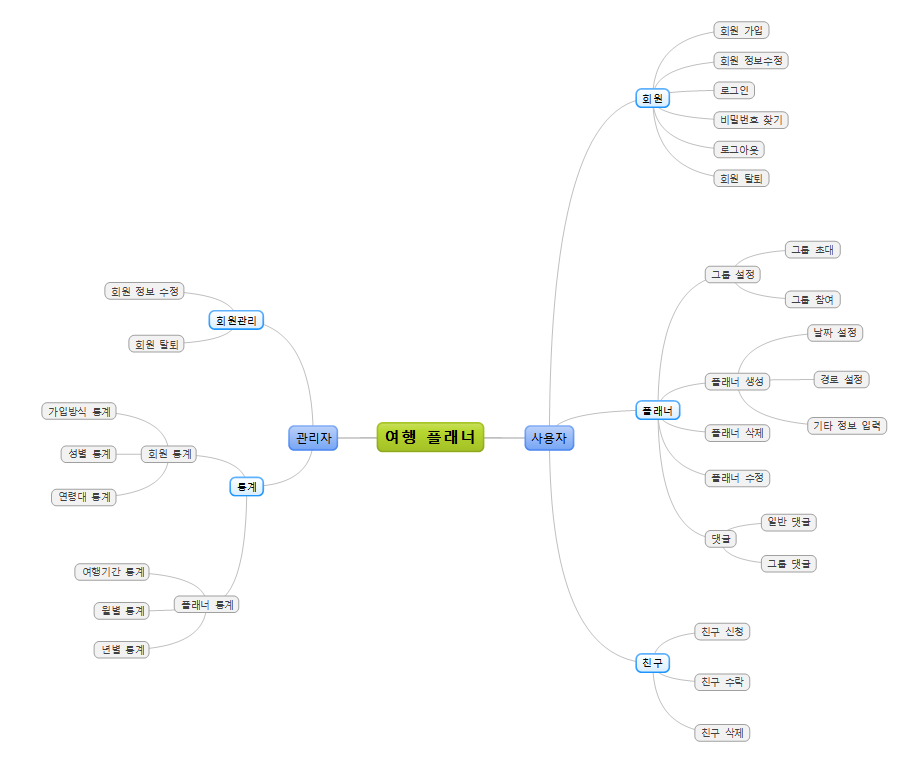 여행 플래너
사용자
회원
회원 가입
회원 정보수정
로그인
비밀번호 찾기
로그아웃
회원 탈퇴
플래너
그룹 설정
그룹 초대
그룹 참여
플래너 생성
날짜 설정
경로 설정
기타 정보 입력
플래너 삭제
플래너 수정
댓글
일반 댓글
그룹 댓글
친구
친구 신청
친구 수락
친구 삭제
관리자
회원관리
회원 정보 수정
회원 탈퇴
통계
회원 통계
가입방식 통계
성별 통계
연령대 통계
플래너 통계
여행기간 통계
월별 통계
년별 통계